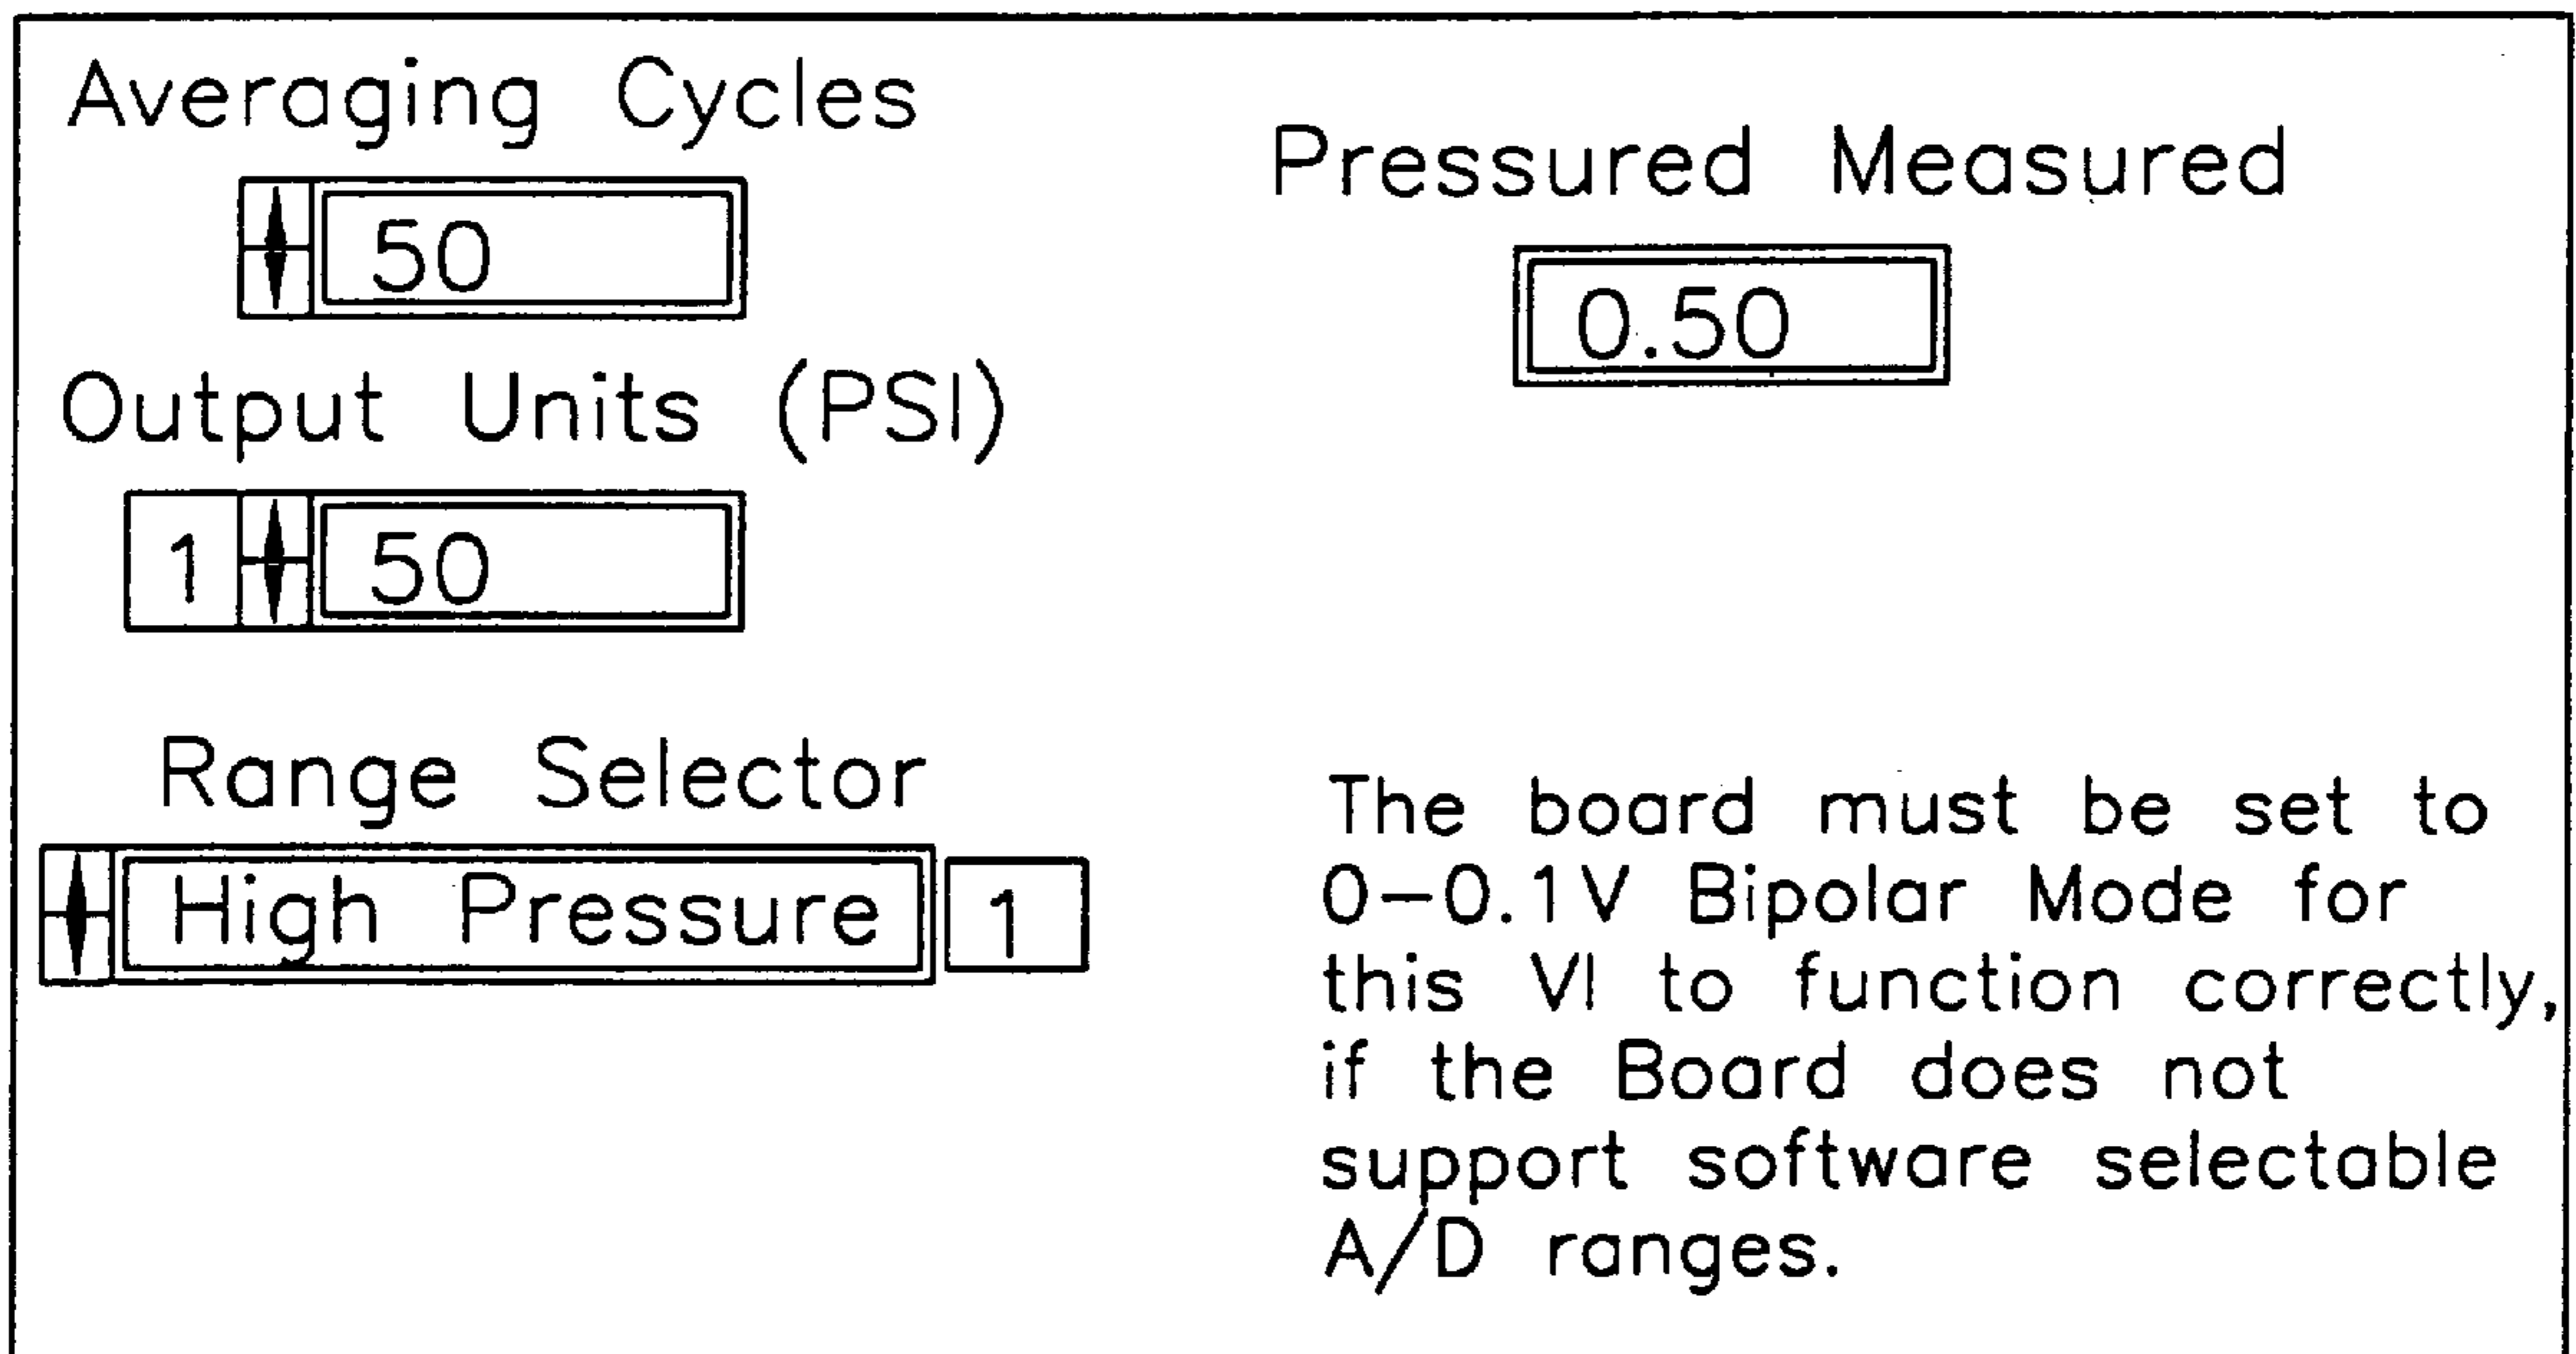 Averaging Cycles
50
Output Units (PSI)
1 50
Range Selector
High Pressure 1
Pressured Measured
0.50
The board must be set to
0-0.1V Bipolar Mode for
this VI to function correctly,
if the Board does not
support software selectable
A/D ranges.